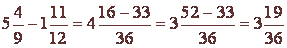 5 4/9 − 1 11/12 = 4 (16 − 33)/36 = 3 (52 − 33)/36 = 3 19/36